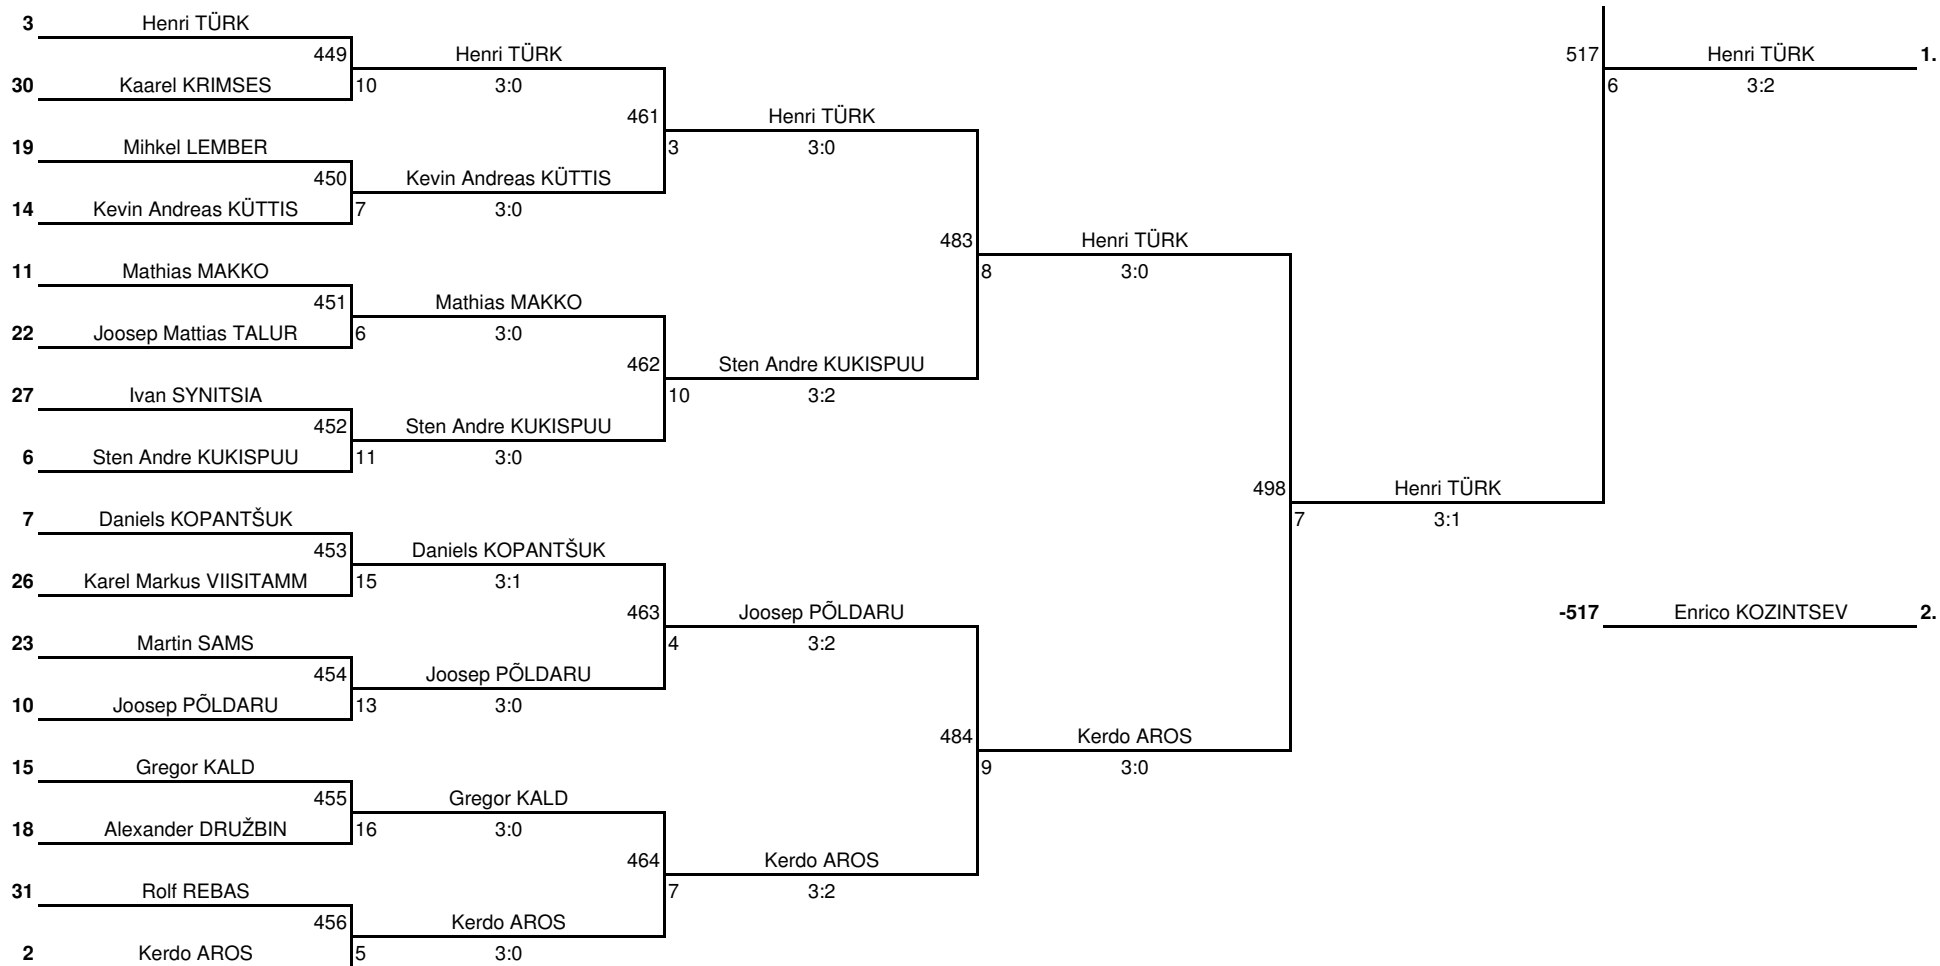 3 Henri TÜRK
517 Henri TÜRK 1.
449 Henri TÜRK
30 Kaarel KRIMSES 10 3:0
6 3:2
461 Henri TÜRK
19 Mihkel LEMBER 3 3:0
450 Kevin Andreas KÜTTIS
14 Kevin Andreas KÜTTIS 7 3:0
483 Henri TÜRK
11 Mathias MAKKO 8 3:0
451 Mathias MAKKO
22 Joosep Mattias TALUR 6 3:0
462 Sten Andre KUKISPUU
27 Ivan SYNITSIA 10 3:2
452 Sten Andre KUKISPUU
6 Sten Andre KUKISPUU 11 3:0
498 Henri TÜRK
7 Daniels KOPANTŠUK 7 3:1
453 Daniels KOPANTŠUK
26 Karel Markus VIISITAMM 15 3:1
463 Joosep PÕLDARU -517 Enrico KOZINTSEV 2.
23 Martin SAMS 4 3:2
454 Joosep PÕLDARU
10 Joosep PÕLDARU 13 3:0
484 Kerdo AROS
15 Gregor KALD 9 3:0
455 Gregor KALD
18 Alexander DRUŽBIN 16 3:0
464 Kerdo AROS
31 Rolf REBAS 7 3:2
456 Kerdo AROS
2 Kerdo AROS 5 3:0